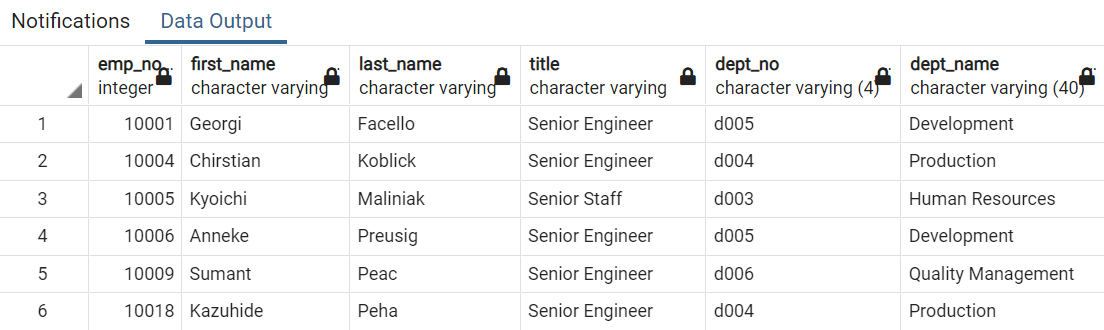 Notifications Data Output
emp_no.. first_name last_name title dept_no dept_name
integer character varying character varying character varying character varying (4) character varying (40)
1 10001 Georgi Facello Senior Engineer d005 Development
2 10004 Chirstian Koblick Senior Engineer d004 Production
3 10005 Kyoichi Maliniak Senior Staff d003 Human Resources
4 10006 Anneke Preusig Senior Engineer d005 Development
5 10009 Sumant Peac Senior Engineer d006 Quality Management
6 10018 Kazuhide Peha Senior Engineer d004 Production